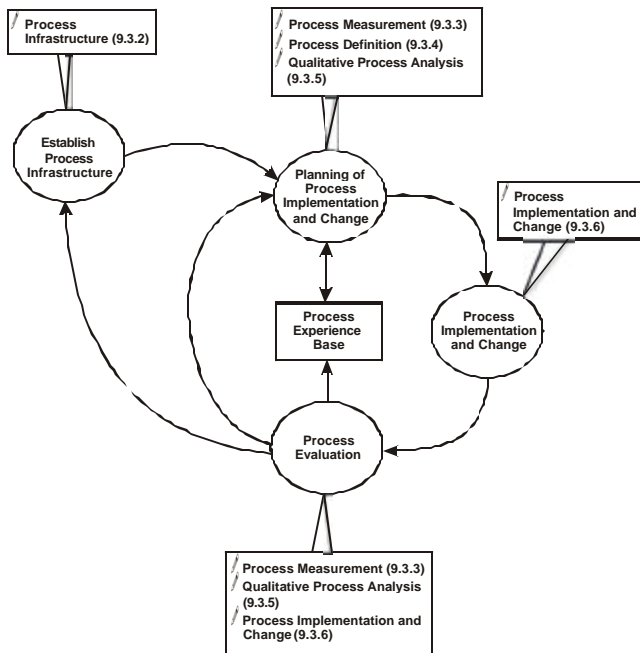 Process
Infrastructure (9.3.2)
Process Measurement (9.3.3)
Process Definition (9.3.4)
Qualitative Process Analysis
(9.3.5)
Establish
Process
Infrastructure
Planning of
Process
Implementation
and Change
Process
Implementation and
Change (9.3.6)
Process
Experience
Base
Process
Implementation
and Change
Process
Evaluation
Process Measurement (9.3.3)
Qualitative Process Analysis
(9.3.5)
Process Implementation and
Change (9.3.6)